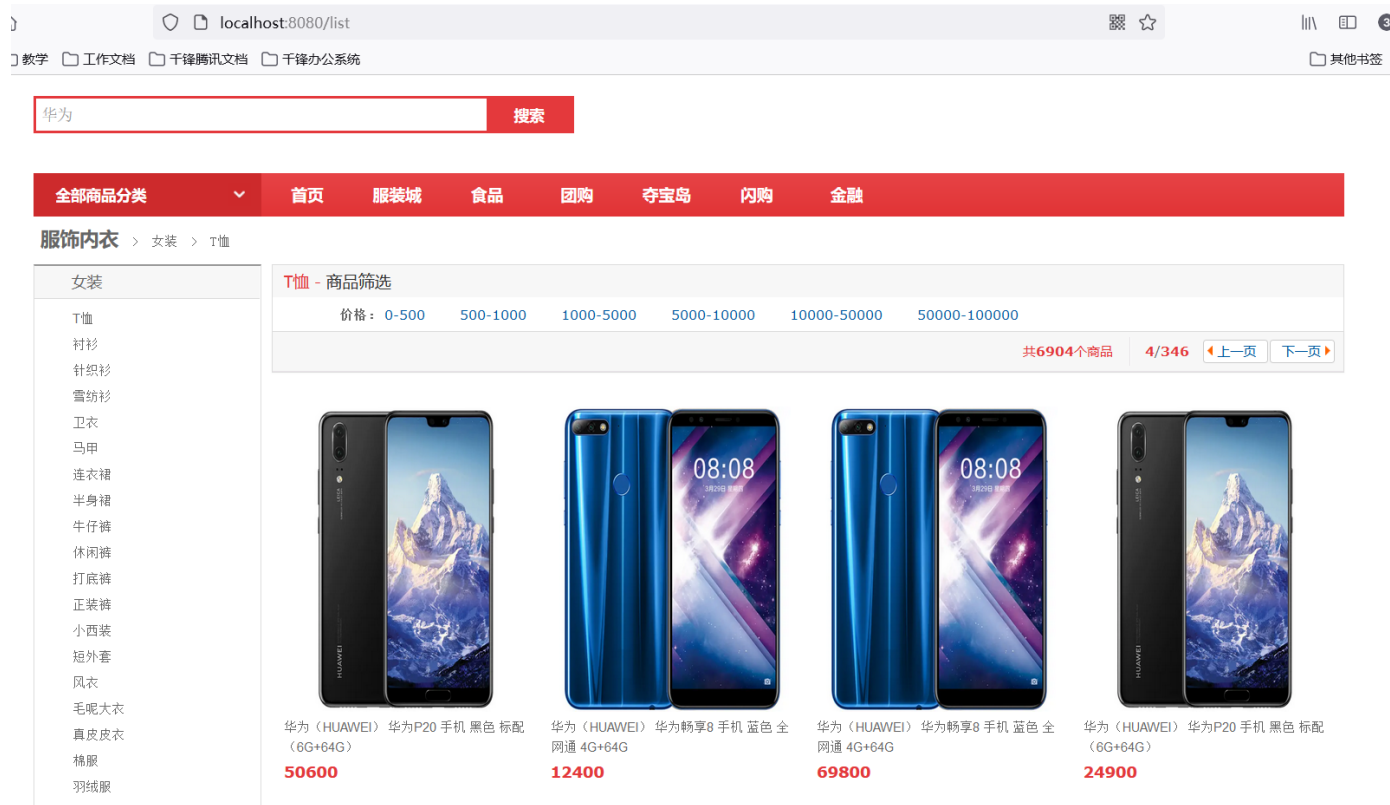 localhost:8080/list
教学 工作文档 千锋腾讯文档 千锋办公系统 其他书签
华为 搜索
全部商品分类 首页 服装城 食品 团购 夺宝岛 闪购 金融
服饰内衣 > 女装 > T恤
女装
T恤
衬衫
针织衫
雪纺衫
卫衣
马甲
连衣裙
半身裙
牛仔裤
休闲裤
打底裤
正装裤
小西装
短外套
风衣
毛呢大衣
真皮皮衣
棉服
羽绒服
T恤 - 商品筛选
价格: 0-500 500-1000 1000-5000 5000-10000 10000-50000 50000-100000
共6904个商品 4/346 上一页 下一页
HUAWEI
08:08
08:08
HUAWEI
华为（HUAWEI） 华为P20 手机 黑色 标配
（6G+64G）
50600
华为（HUAWEI） 华为畅享8 手机 蓝色 全
网通 4G+64G
12400
华为（HUAWEI） 华为畅享8 手机 蓝色 全
网通 4G+64G
69800
华为（HUAWEI） 华为P20 手机 黑色 标配
（6G+64G）
24900